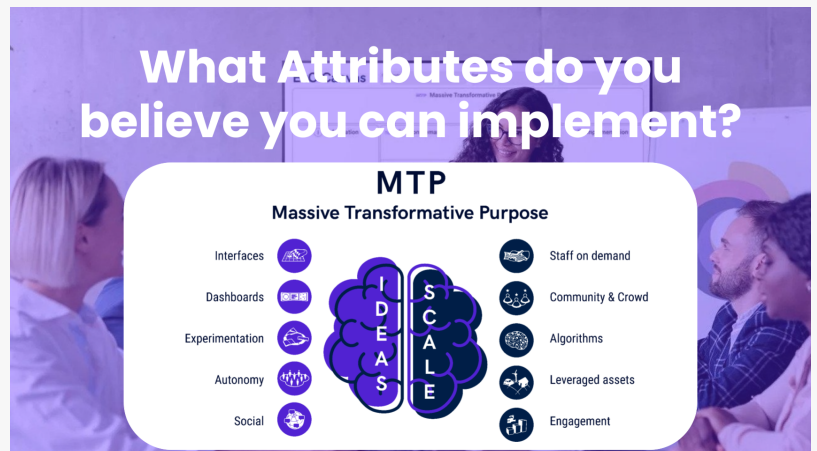 What Attributes do you
believe you can implement?
MTP
Massive Transformative Purpose
Interfaces
Dashboards
Experimentation
Autonomy
Social
IDEAS
SCALE
Staff on demand
Community & Crowd
Algorithms
Leveraged assets
Engagement